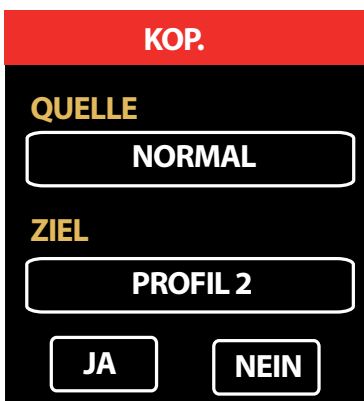 KOP.
QUELLE
NORMAL
ZIEL
PROFIL 2
JA NEIN